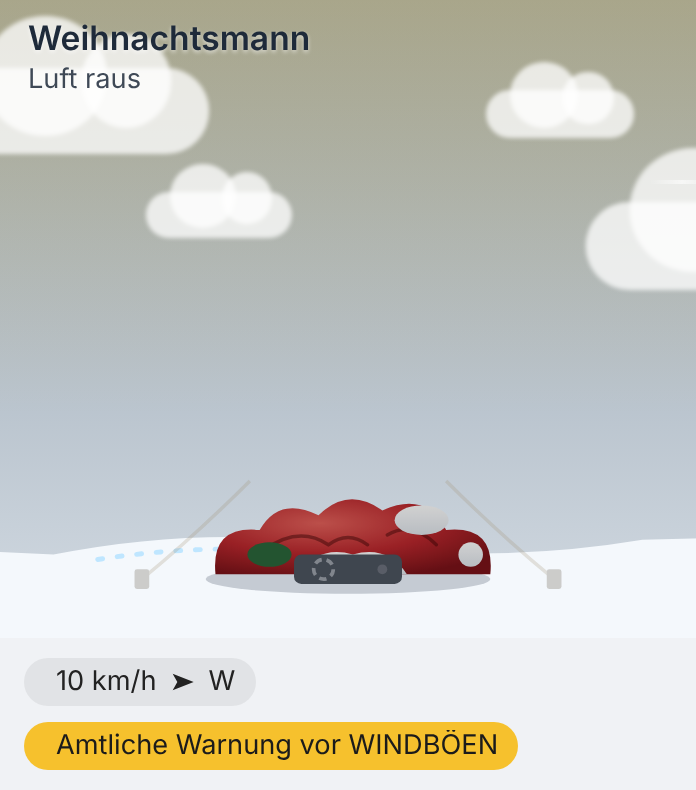 Weihnachtsmann
Luft raus
10 km/h ➤ W
Amtliche Warnung vor WINDBÖEN